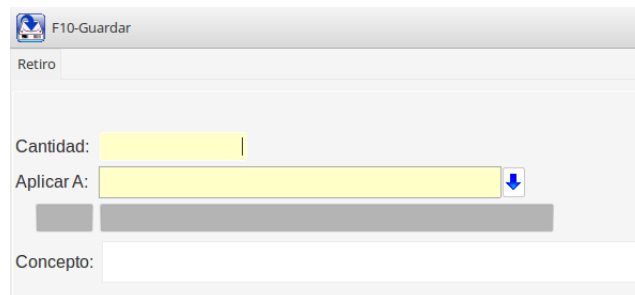 F10-Guardar
Retiro
Cantidad:
Aplicar A:
Concepto: